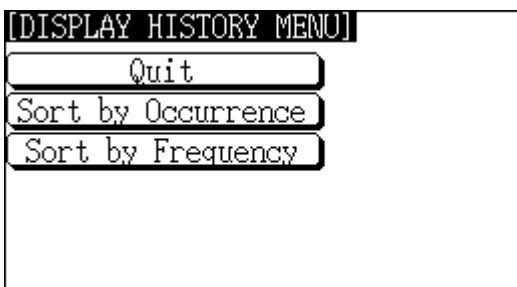 [DISPLAY HISTORY MENU]
Quit
Sort by Occurrence
Sort by Frequency